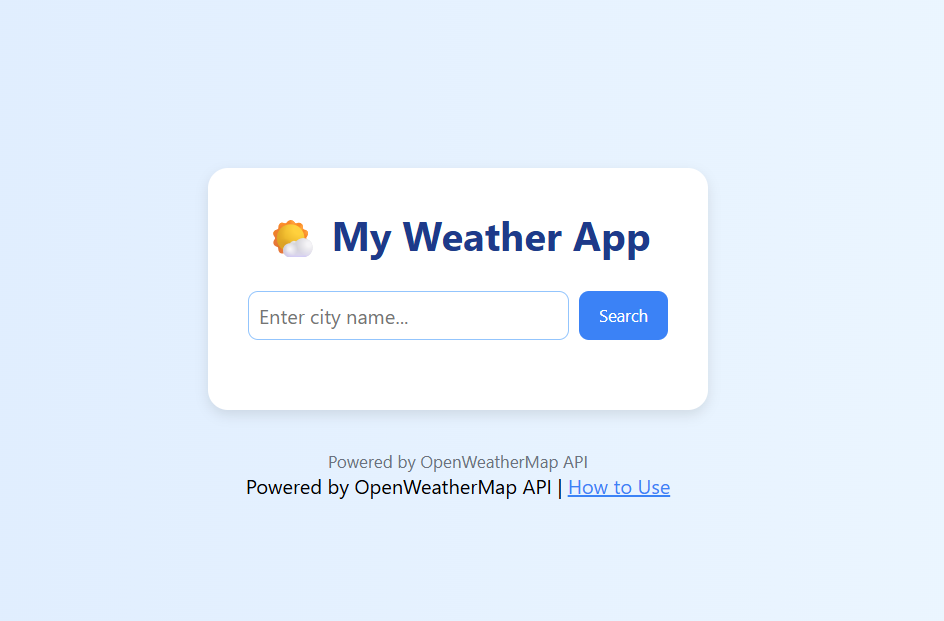 My Weather App
Enter city name...
Search
Powered by OpenWeatherMap API
Powered by OpenWeatherMap API | How to Use